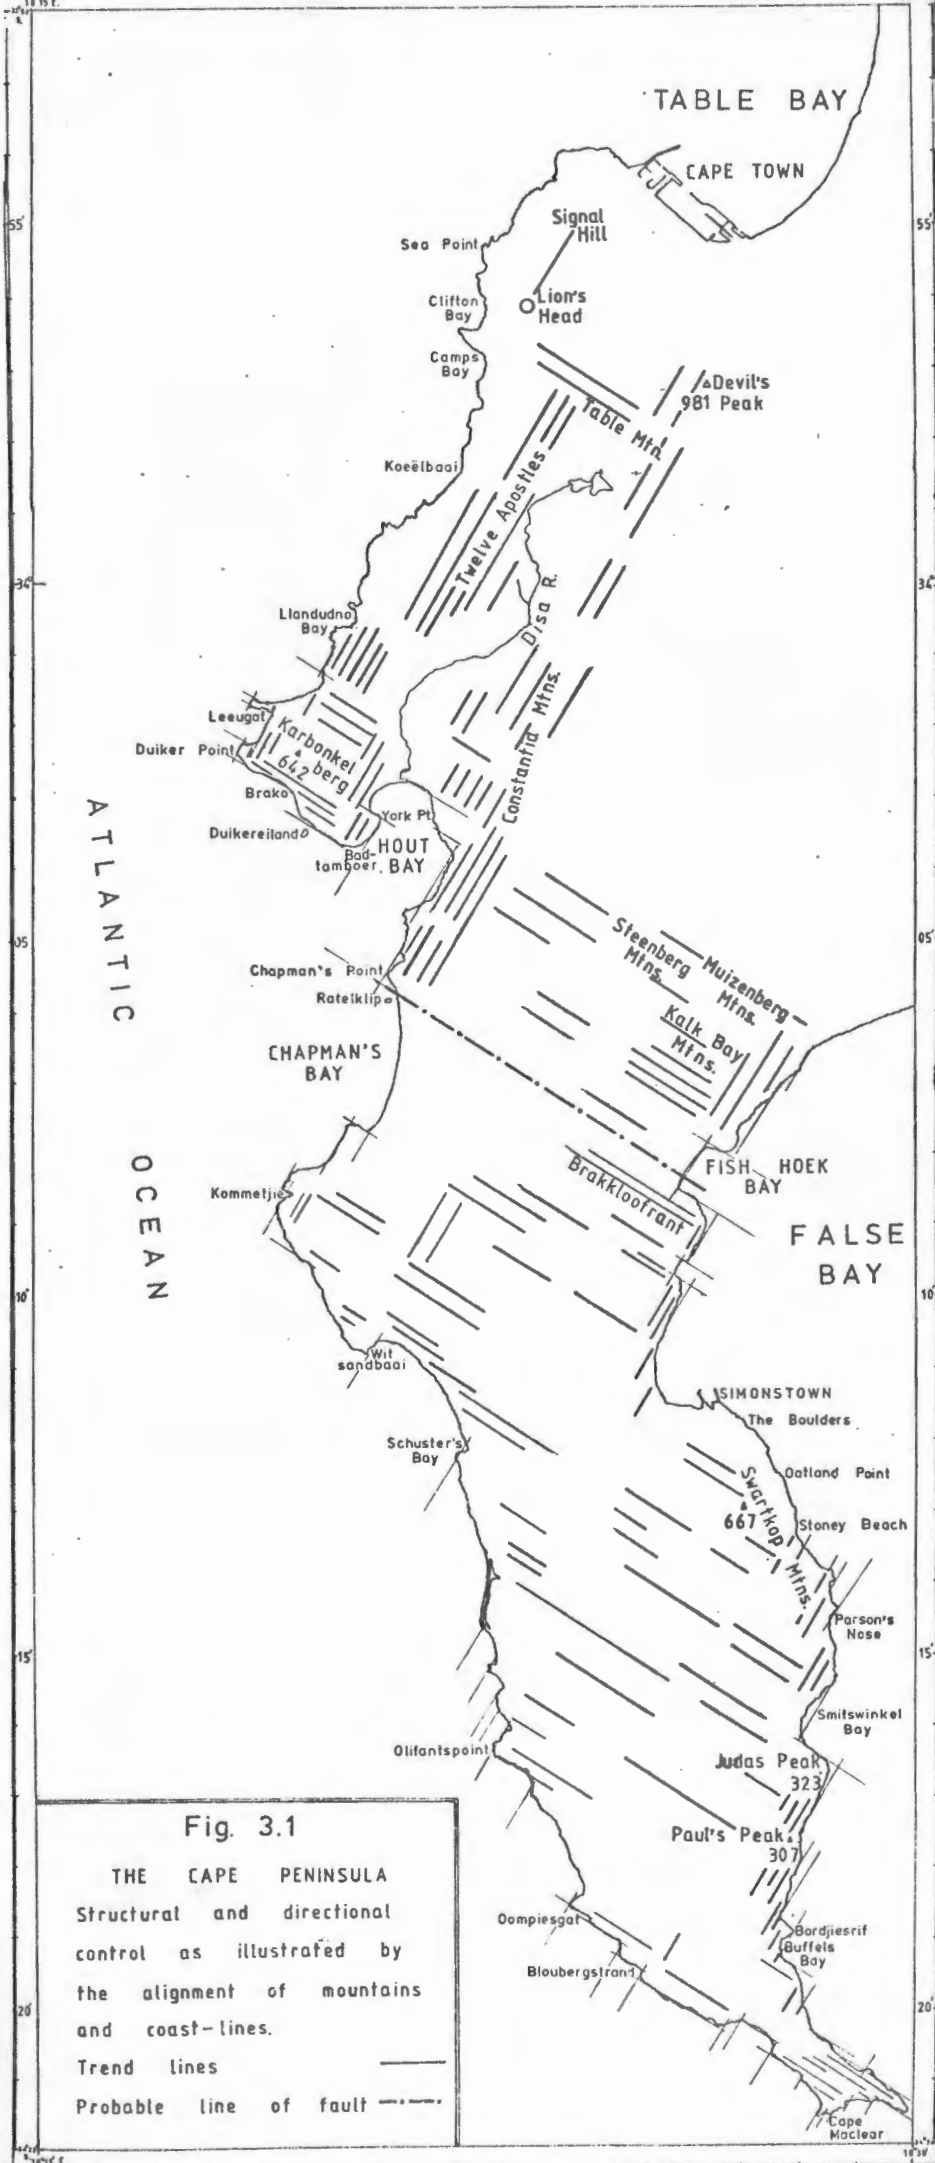 TABLE BAY
CAPE TOWN
55'
55'
Signal
Hill
Sea Point
Lion's
Head
Clifton
Bay
Camps
Bay
Devil's
981 Peak
Table Mtn.
Koeëlbaai
Twelve Apostles
34°
34°
Disa R.
Llandudno
Bay
Constantia Mtns.
Leeugat
Karbonkel
berg
642
Duiker Point
Brako
York Pt.
Duikereiland
HOUT
BAY
Bad-
tamboer
ATLANTIC
OCEAN
05'
05'
Steenberg
Mtns.
Muizenberg
Mtns.
Chapman's Point
Ratelklip
Kalk Bay
Mtns.
CHAPMAN'S
BAY
FISH HOEK
BAY
Brakkloofrant
Kommetjie
FALSE
BAY
10'
10'
Wit
sandbaai
SIMONSTOWN
The Boulders
Schuster's
Bay
Oatland Point
Swartkop Mtns.
667
Stoney Beach
Parson's
Nose
15'
15'
Smitswinkel
Bay
Olifantspoint
Judas Peak
323
Paul's Peak
307
Fig. 3.1
THE CAPE PENINSULA
Structural and directional
control as illustrated by
the alignment of mountains
and coast-lines.
Trend lines
Probable line of fault
Oompiesgat
Bordjiesrif
Buffels
Bay
Bloubergstrand
20'
20'
Cape
Maclear